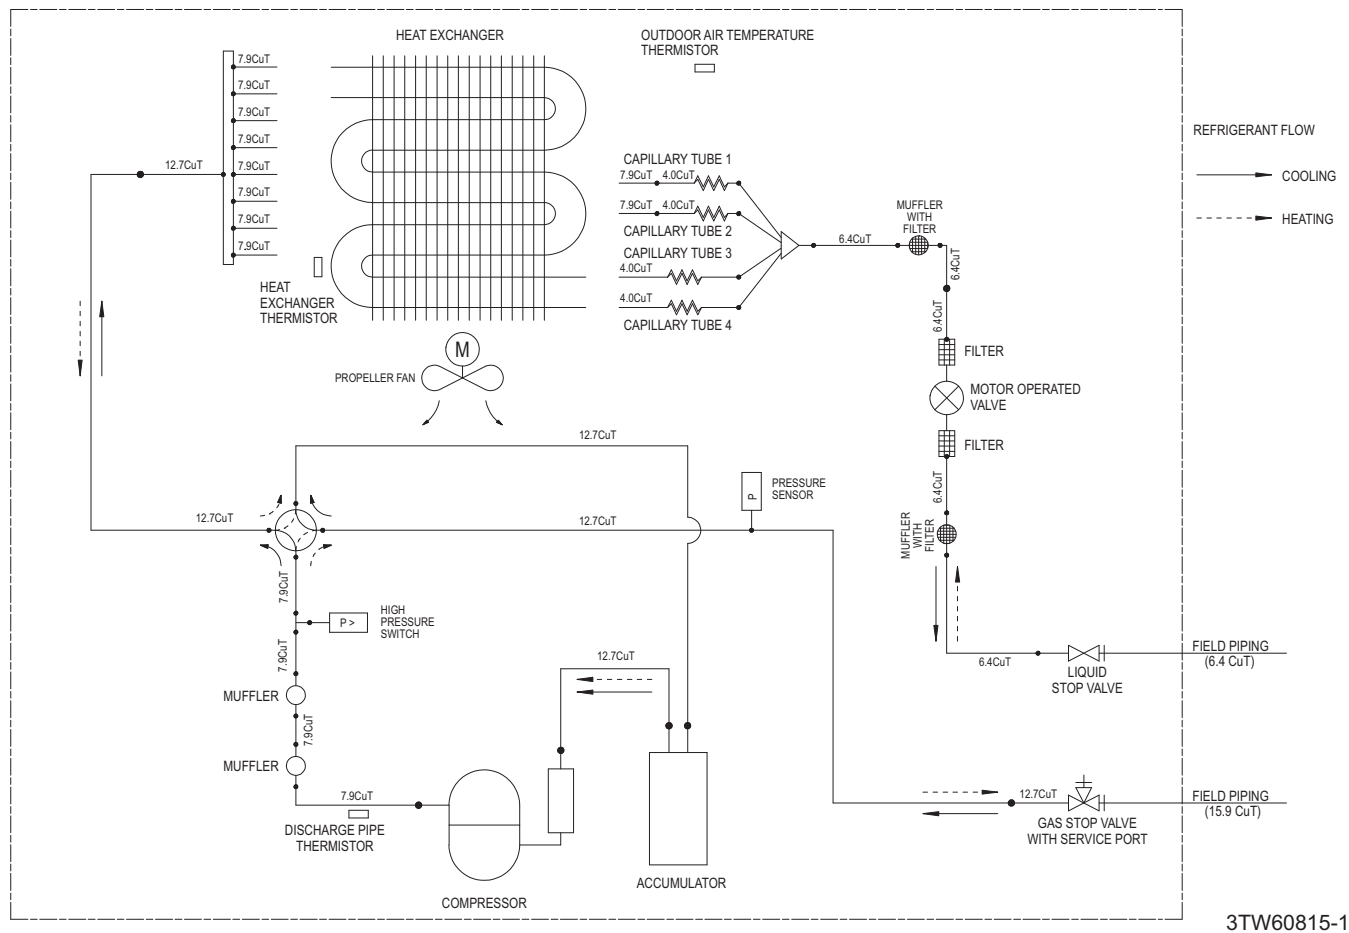 HEAT EXCHANGER
OUTDOOR AIR TEMPERATURE
THERMISTOR
7.9CuT
7.9CuT
7.9CuT
7.9CuT
7.9CuT
7.9CuT
7.9CuT
7.9CuT
12.7CuT
HEAT
EXCHANGER
THERMISTOR
CAPILLARY TUBE 1
7.9CuT 4.0CuT
7.9CuT 4.0CuT
CAPILLARY TUBE 2
CAPILLARY TUBE 3
4.0CuT
4.0CuT
CAPILLARY TUBE 4
6.4CuT
MUFFLER
WITH
FILTER
6.4CuT
6.4CuT
FILTER
MOTOR OPERATED
VALVE
FILTER
6.4CuT
MUFFLER
WITH
FILTER
REFRIGERANT FLOW
COOLING
HEATING
M
PROPELLER FAN
12.7CuT
PRESSURE
SENSOR
P
12.7CuT
12.7CuT
7.9CuT
HIGH
PRESSURE
SWITCH
P >
7.9CuT
MUFFLER
7.9CuT
MUFFLER
7.9CuT
DISCHARGE PIPE
THERMISTOR
12.7CuT
COMPRESSOR
ACCUMULATOR
6.4CuT
LIQUID
STOP VALVE
FIELD PIPING
(6.4 CuT)
12.7CuT
GAS STOP VALVE
WITH SERVICE PORT
FIELD PIPING
(15.9 CuT)
3TW60815-1